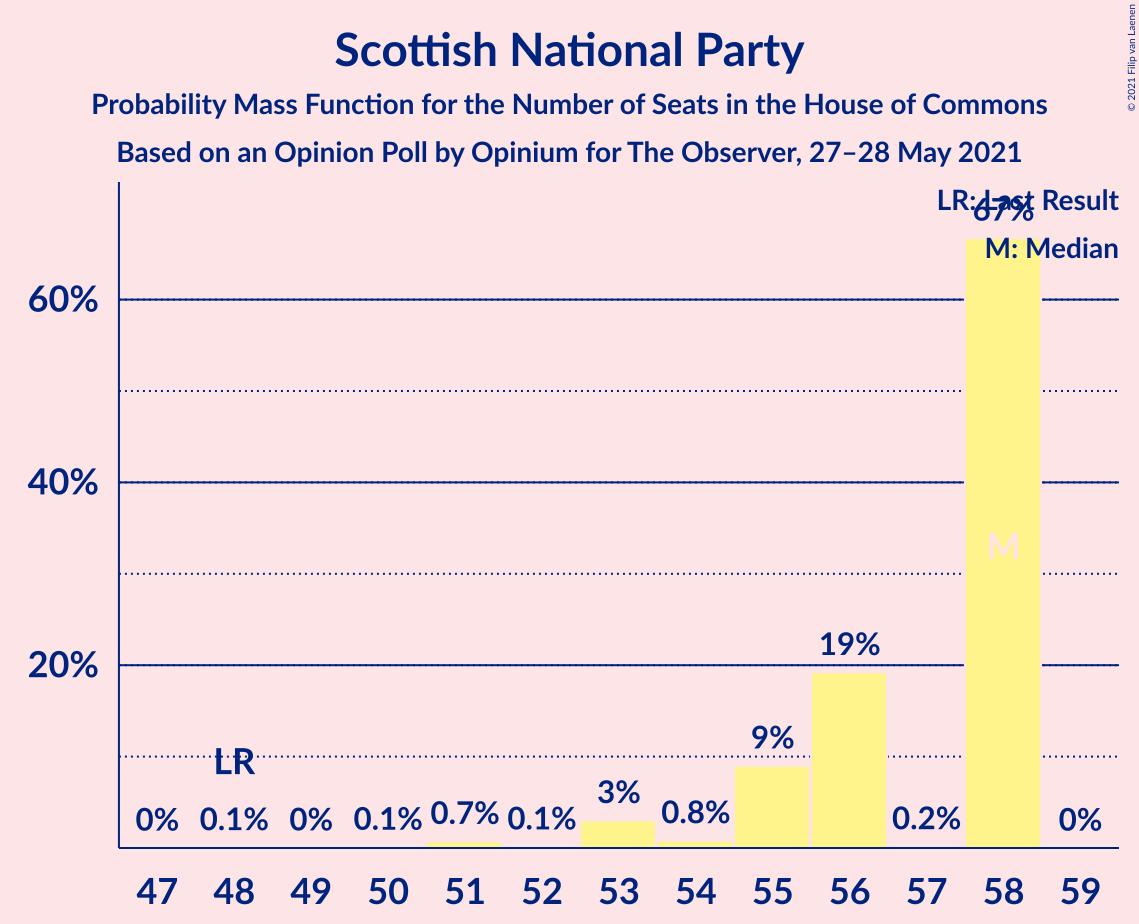 Scottish National Party
Probability Mass Function for the Number of Seats in the House of Commons
Based on an Opinion Poll by Opinium for The Observer, 27–28 May 2021
© 2021 Filip van Laenen
LR: Last Result
67%
M: Median
60%
40%
M
20%
19%
9%
LR
3%
0% 0.1% 0% 0.1% 0.7% 0.1% 0.8% 0.2% 0%
47 48 49 50 51 52 53 54 55 56 57 58 59